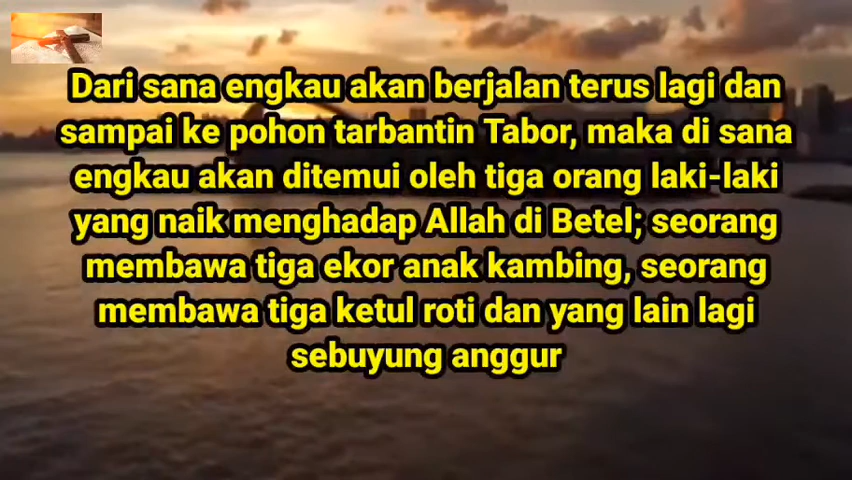 Dari sana engkau akan berjalan terus lagi dan
sampai ke pohon tarbantin Tabor, maka di sana
engkau akan ditemui oleh tiga orang laki-laki
yang naik menghadap Allah di Betel; seorang
membawa tiga ekor anak kambing, seorang
membawa tiga ketul roti dan yang lain lagi
sebuyung anggur